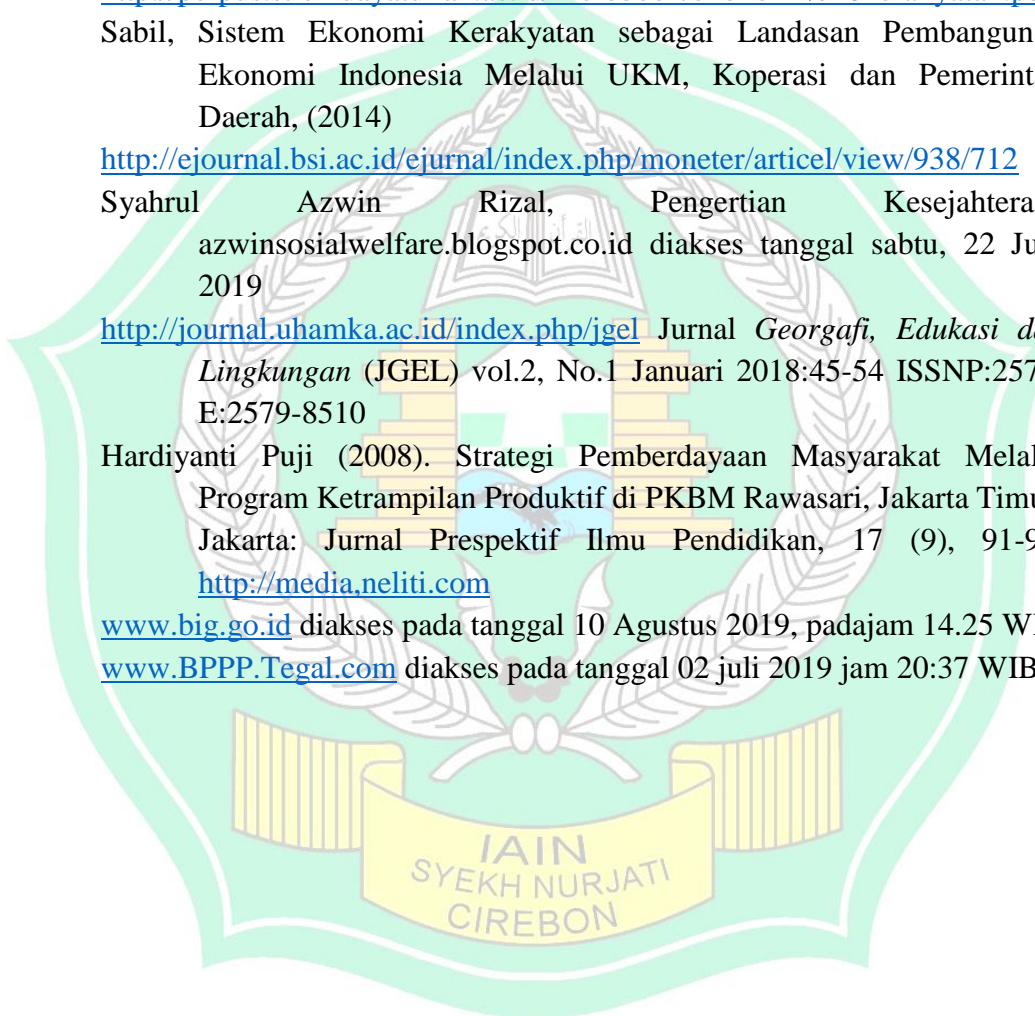 Sabil, Sistem Ekonomi Kerakyatan sebagai Landasan Pembangun
Ekonomi Indonesia Melalui UKM, Koperasi dan Pemerint
Daerah, (2014)
http://ejournal.bsi.ac.id/ejurnal/index.php/moneter/articel/view/938/712
Syahrul Azwin Rizal, Pengertian Kesejahtera
azwinsosialwelfare.blogspot.co.id diakses tanggal sabtu, 22 Ju
2019
http://journal.uhamka.ac.id/index.php/jgel Jurnal Georgafi, Edukasi d
Lingkungan (JGEL) vol.2, No.1 Januari 2018:45-54 ISSNP:257
E:2579-8510
Hardiyanti Puji (2008). Strategi Pemberdayaan Masyarakat Melal
Program Ketrampilan Produktif di PKBM Rawasari, Jakarta Timu
Jakarta: Jurnal Prespektif Ilmu Pendidikan, 17 (9), 91-9
http://media,neliti.com
www.big.go.id diakses pada tanggal 10 Agustus 2019, padajam 14.25 WI
www.BPPP.Tegal.com diakses pada tanggal 02 juli 2019 jam 20:37 WIB
IAIN
SYEKH NURJATI
CIREBON